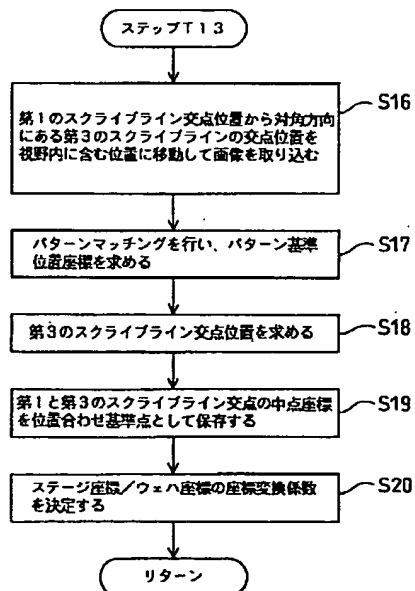 ステップT13
第1のスクライブライン交点位置から対角方向
にある第3のスクライブラインの交点位置を
視野内に含む位置に移動して画像を取り込む
S16
パターンマッチングを行い、パターン基準
位置座標を求める
S17
第3のスクライブライン交点位置を求める
S18
第1と第3のスクライブライン交点の中点座標
を位置合わせ基準点として保存する
S19
ステージ座標/ウェハ座標の座標変換係数
を決定する
S20
リターン